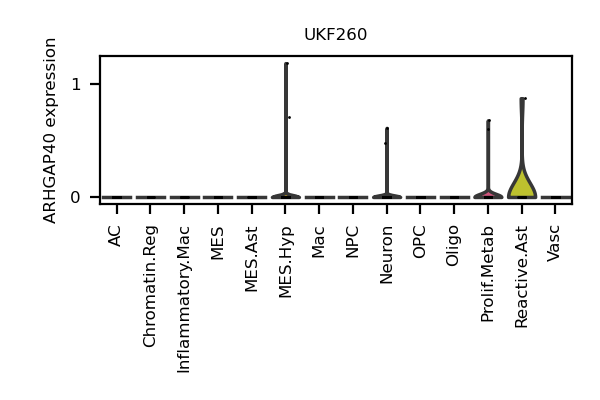 UKF260
ARHGAP40 expression
1
0
AC
Chromatin.Reg
Inflammatory.Mac
MES
MES.Ast
MES.Hyp
Mac
NPC
Neuron
OPC
Oligo
Prolif.Metab
Reactive.Ast
Vasc